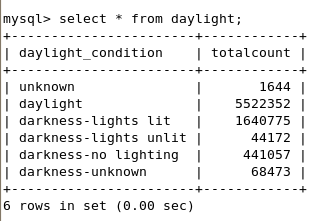 mysql> select * from daylight;
+-----------------------+------------+
| daylight_condition    | totalcount |
+-----------------------+------------+
| unknown               |       1644 |
| daylight              |    5522352 |
| darkness-lights lit   |    1640775 |
| darkness-lights unlit |      44172 |
| darkness-no lighting  |     441057 |
| darkness-unknown      |      68473 |
+-----------------------+------------+
6 rows in set (0.00 sec)